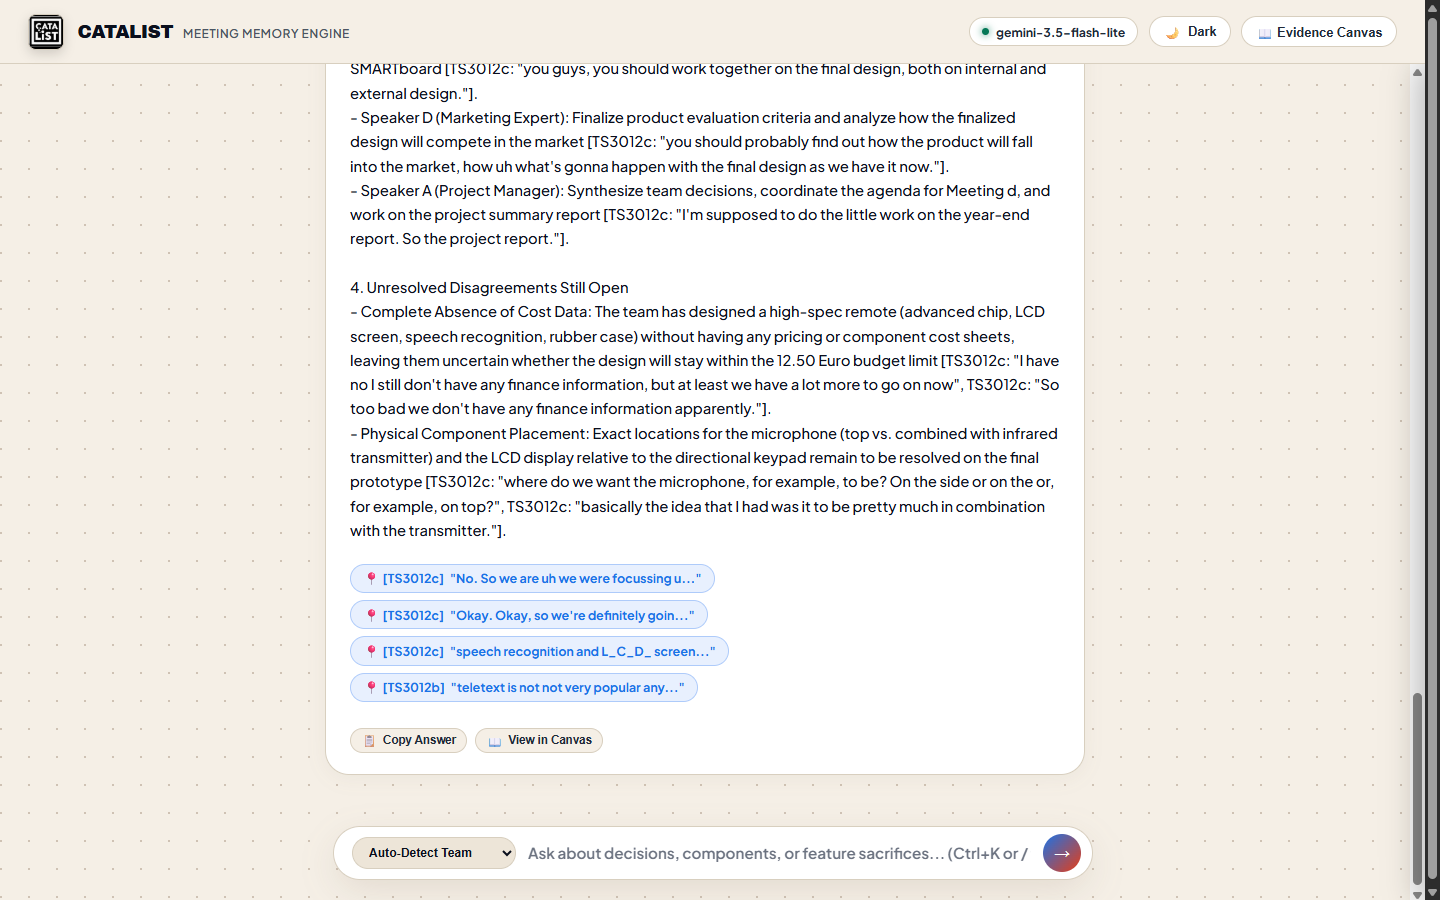 CATA
LIST
CATALIST MEETING MEMORY ENGINE
gemini-3.5-flash-lite
Dark
Evidence Canvas
SMARTboard [TS3012c: "you guys, you should work together on the final design, both on internal and
external design."].
- Speaker D (Marketing Expert): Finalize product evaluation criteria and analyze how the finalized
design will compete in the market [TS3012c: "you should probably find out how the product will fall
into the market, how uh what's gonna happen with the final design as we have it now."].
- Speaker A (Project Manager): Synthesize team decisions, coordinate the agenda for Meeting d, and
work on the project summary report [TS3012c: "I'm supposed to do the little work on the year-end
report. So the project report."].
4. Unresolved Disagreements Still Open
- Complete Absence of Cost Data: The team has designed a high-spec remote (advanced chip, LCD
screen, speech recognition, rubber case) without having any pricing or component cost sheets,
leaving them uncertain whether the design will stay within the 12.50 Euro budget limit [TS3012c: "I have
no I still don't have any finance information, but at least we have a lot more to go on now", TS3012c: "So
too bad we don't have any finance information apparently."].
- Physical Component Placement: Exact locations for the microphone (top vs. combined with infrared
transmitter) and the LCD display relative to the directional keypad remain to be resolved on the final
prototype [TS3012c: "where do we want the microphone, for example, to be? On the side or on the or,
for example, on top?", TS3012c: "basically the idea that I had was it to be pretty much in combination
with the transmitter."].
[TS3012c] "No. So we are uh we were focussing u..."
[TS3012c] "Okay. Okay, so we're definitely goin..."
[TS3012c] "speech recognition and L_C_D_ screen..."
[TS3012b] "teletext is not not very popular any..."
Copy Answer
View in Canvas
Auto-Detect Team
Ask about decisions, components, or feature sacrifices... (Ctrl+K or /
→